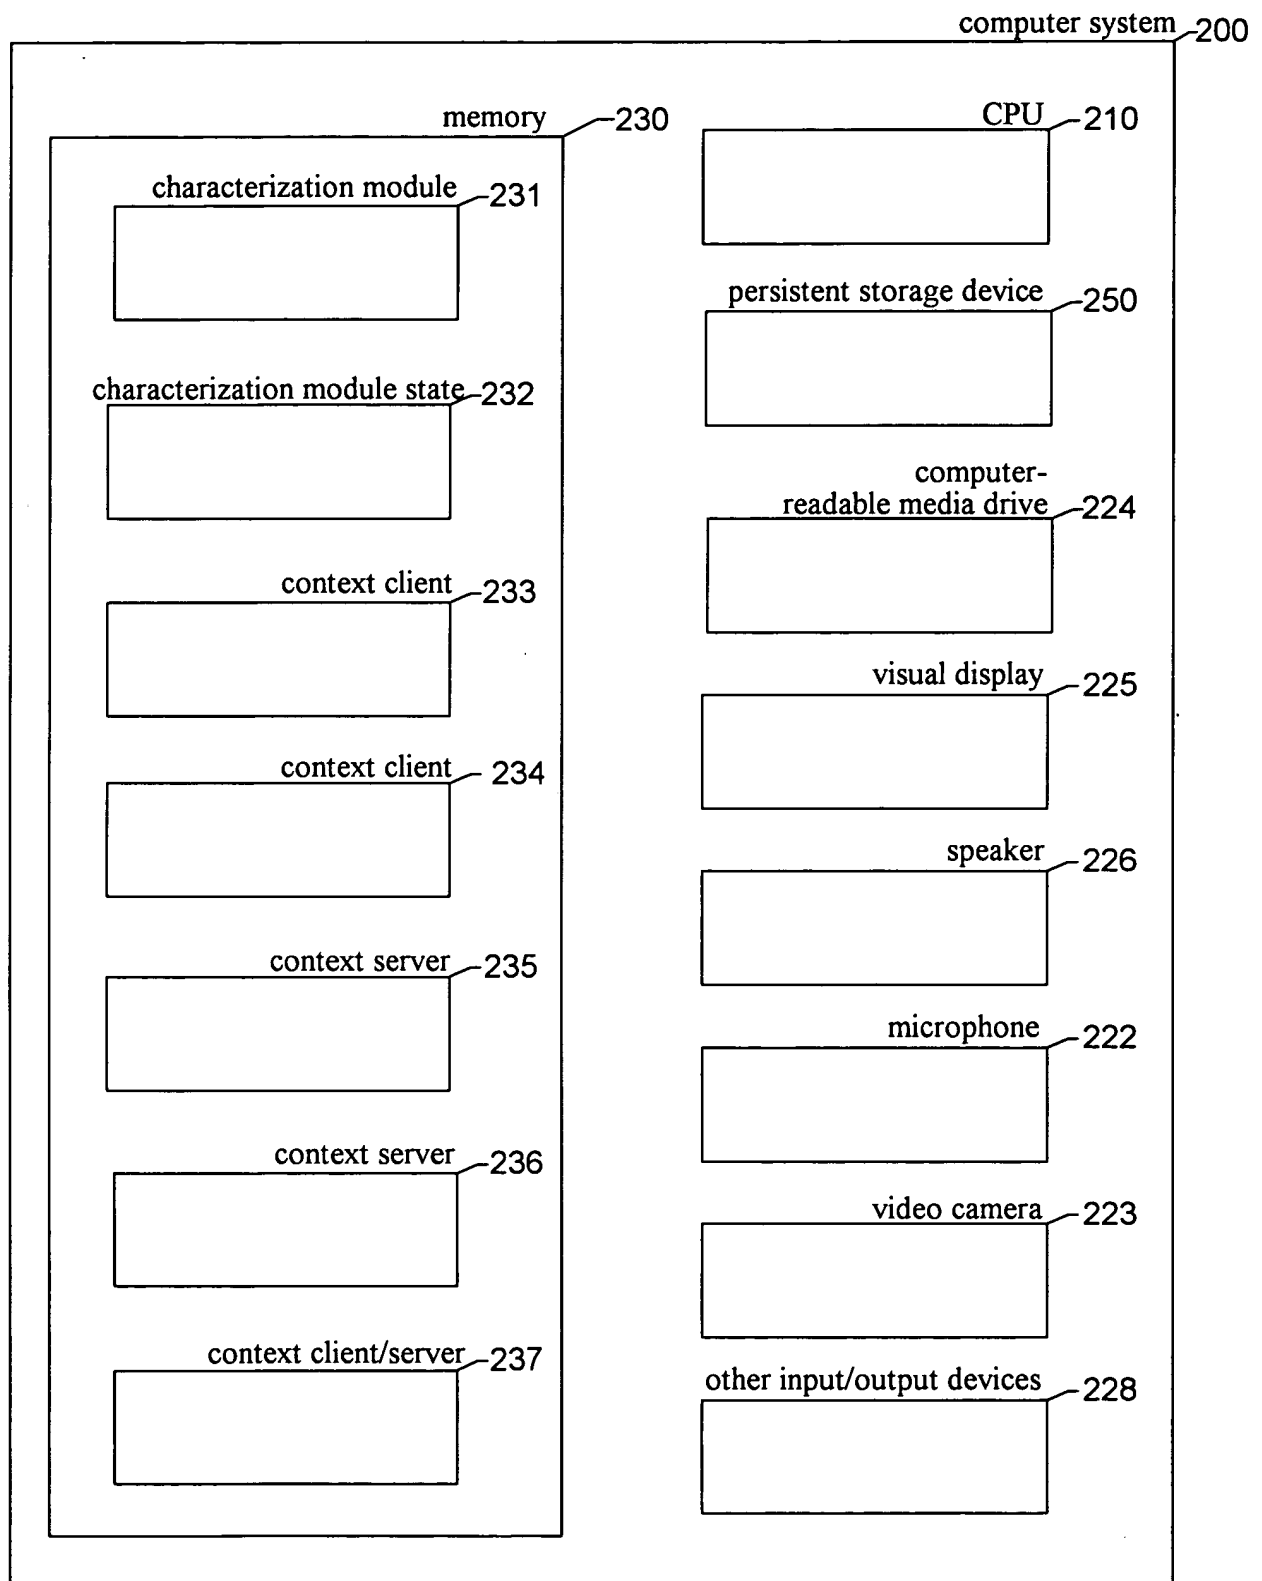 computer system 200
memory 230
characterization module 231
characterization module state 232
context client 233
context client 234
context server 235
context server 236
context client/server 237
CPU 210
persistent storage device 250
computer-
readable media drive 224
visual display 225
speaker 226
microphone 222
video camera 223
other input/output devices 228